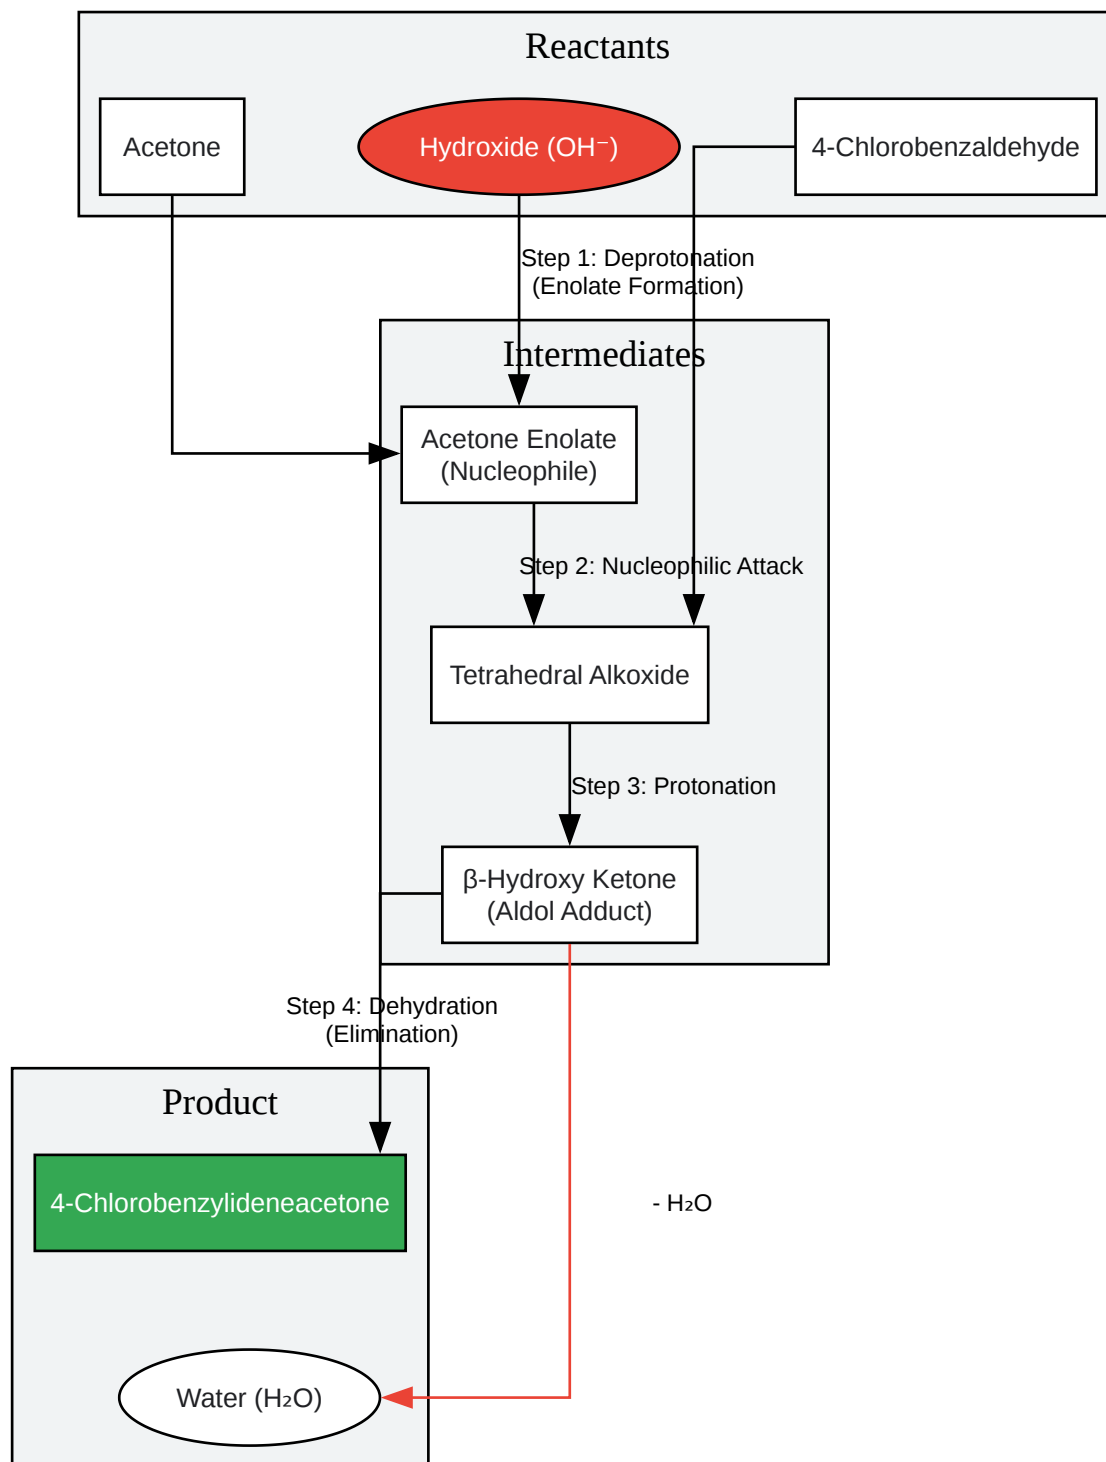 Reactants
Acetone
Hydroxide (OH⁻)
4-Chlorobenzaldehyde
Step 1: Deprotonation
(Enolate Formation)
Intermediates
Acetone Enolate
(Nucleophile)
Step 2: Nucleophilic Attack
Tetrahedral Alkoxide
Step 3: Protonation
β-Hydroxy Ketone
(Aldol Adduct)
Step 4: Dehydration
(Elimination)
Product
4-Chlorobenzylideneacetone
- H₂O
Water (H₂O)